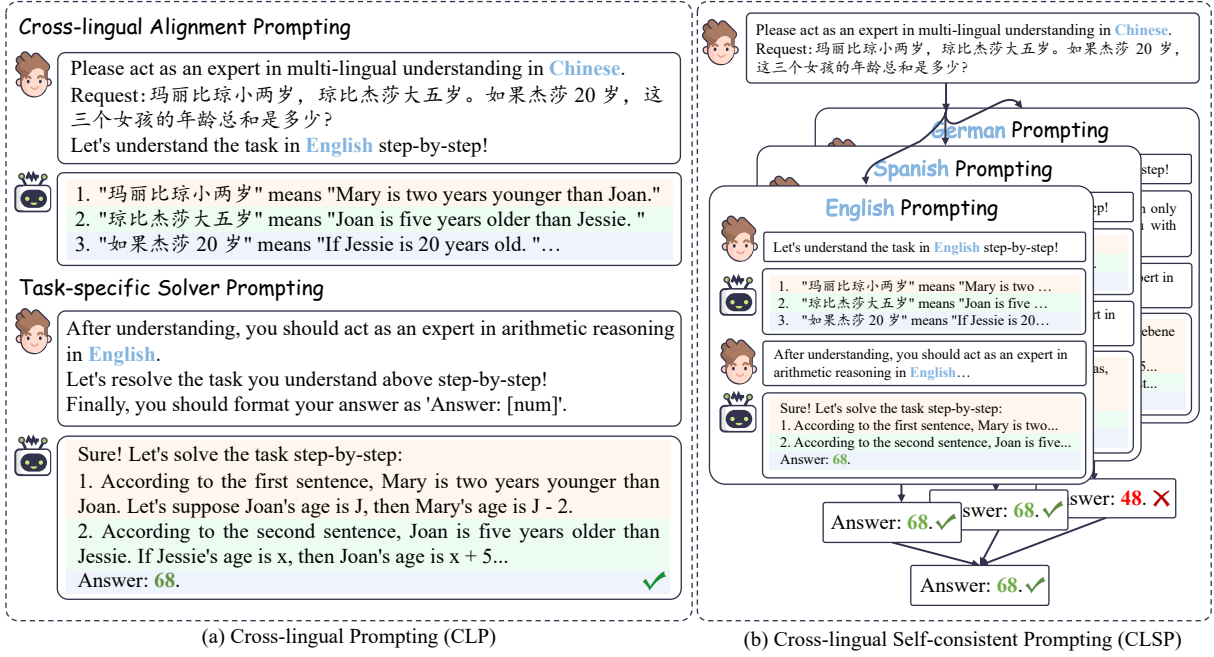 Cross-lingual Alignment Prompting
Please act as an expert in multi-lingual understanding in Chinese.
Request:玛丽比琼小两岁，琼比杰莎大五岁。如果杰莎 20 岁，这
三个女孩的年龄总和是多少?
Let's understand the task in English step-by-step!
1. "玛丽比琼小两岁" means "Mary is two years younger than Joan."
2. "琼比杰莎大五岁" means "Joan is five years older than Jessie. "
3. "如果杰莎 20 岁" means "If Jessie is 20 years old. "…
Task-specific Solver Prompting
After understanding, you should act as an expert in arithmetic reasoning
in English.
Let's resolve the task you understand above step-by-step!
Finally, you should format your answer as 'Answer: [num]'.
Sure! Let's solve the task step-by-step:
1. According to the first sentence, Mary is two years younger than
Joan. Let's suppose Joan's age is J, then Mary's age is J - 2.
2. According to the second sentence, Joan is five years older than
Jessie. If Jessie's age is x, then Joan's age is x + 5...
Answer: 68.
(a) Cross-lingual Prompting (CLP)
Please act as an expert in multi-lingual understanding in Chinese.
Request:玛丽比琼小两岁，琼比杰莎大五岁。如果杰莎 20 岁，
这三个女孩的年龄总和是多少?
German Prompting
step!
only
with
in
Spanish Prompting
in
as,
English Prompting
Let's understand the task in English step-by-step!
1. "玛丽比琼小两岁" means "Mary is two …
2. "琼比杰莎大五岁" means "Joan is five …
3. "如果杰莎 20 岁" means "If Jessie is 20…
After understanding, you should act as an expert in
arithmetic reasoning in English…
Sure! Let's solve the task step-by-step:
1. According to the first sentence, Mary is two...
2. According to the second sentence, Joan is five...
Answer: 68.
Answer: 68.
swer: 68.
swer: 48.
Answer: 68.
(b) Cross-lingual Self-consistent Prompting (CLSP)